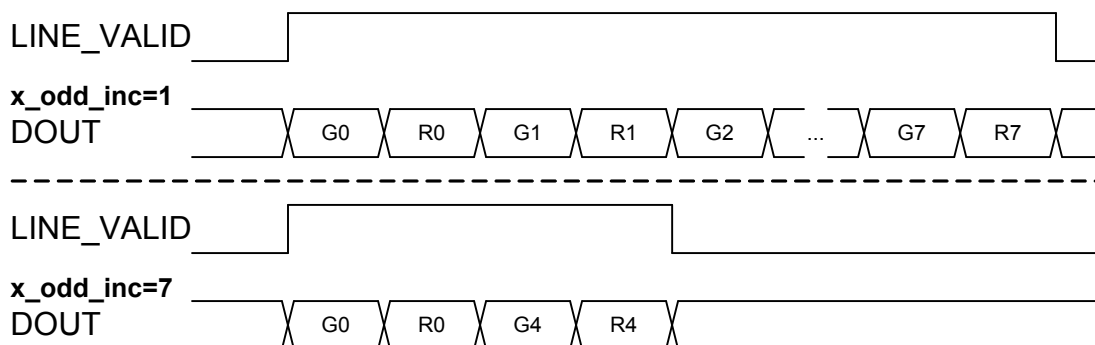 LINE_VALID
x_odd_inc=1
DOUT G0 R0 G1 R1 G2 ... G7 R7
LINE_VALID
x_odd_inc=7
DOUT G0 R0 G4 R4